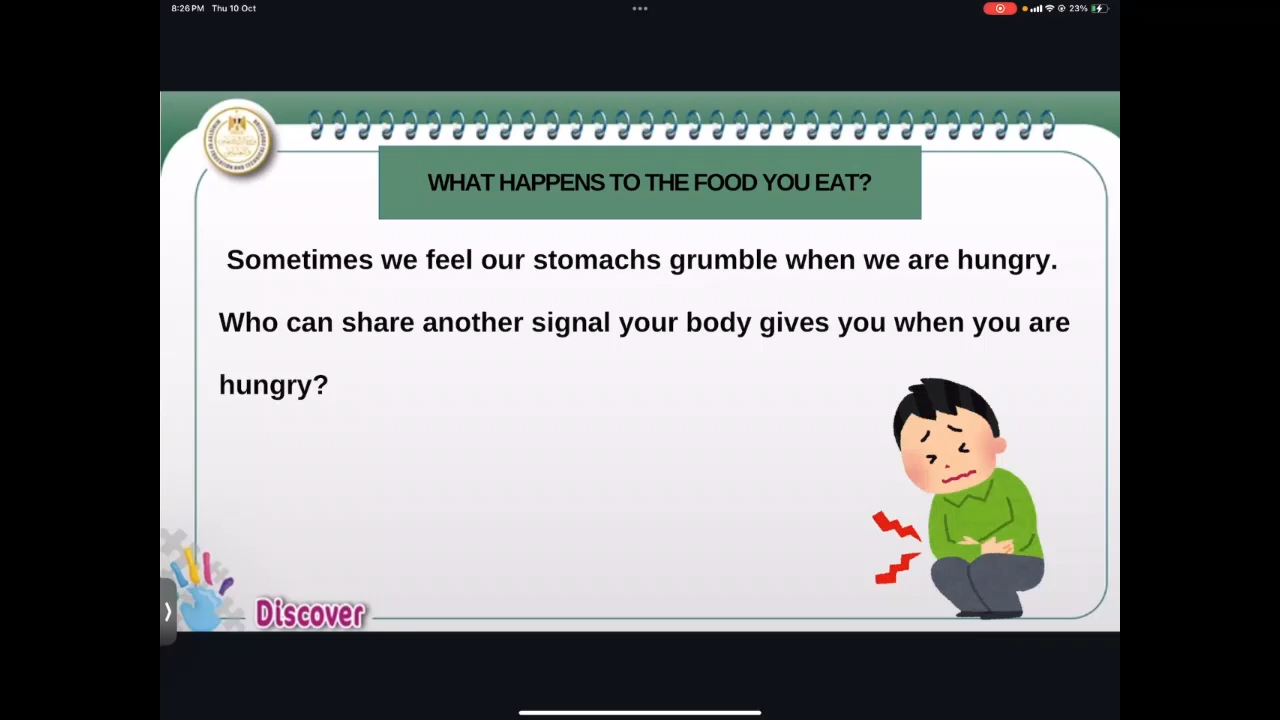 8:26 PM Thu 10 Oct
23%
WHAT HAPPENS TO THE FOOD YOU EAT?
Sometimes we feel our stomachs grumble when we are hungry.
Who can share another signal your body gives you when you are
hungry?
Discover